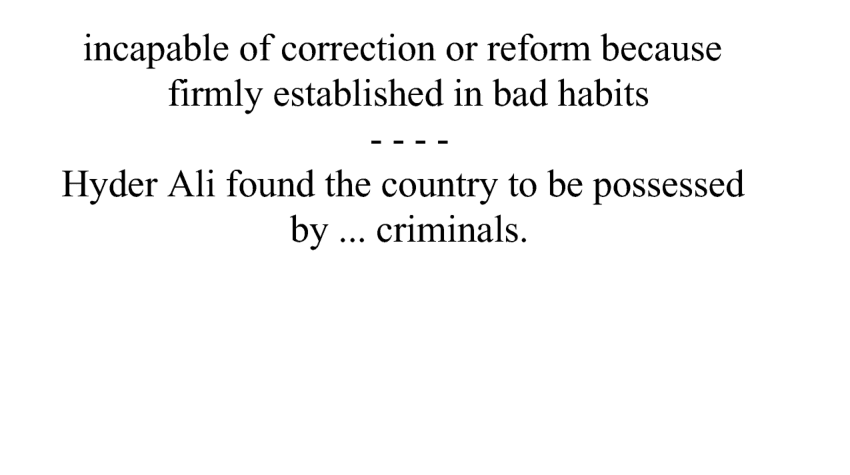 incapable of correction or reform because
firmly established in bad habits
- - - -
Hyder Ali found the country to be possessed
by ... criminals.